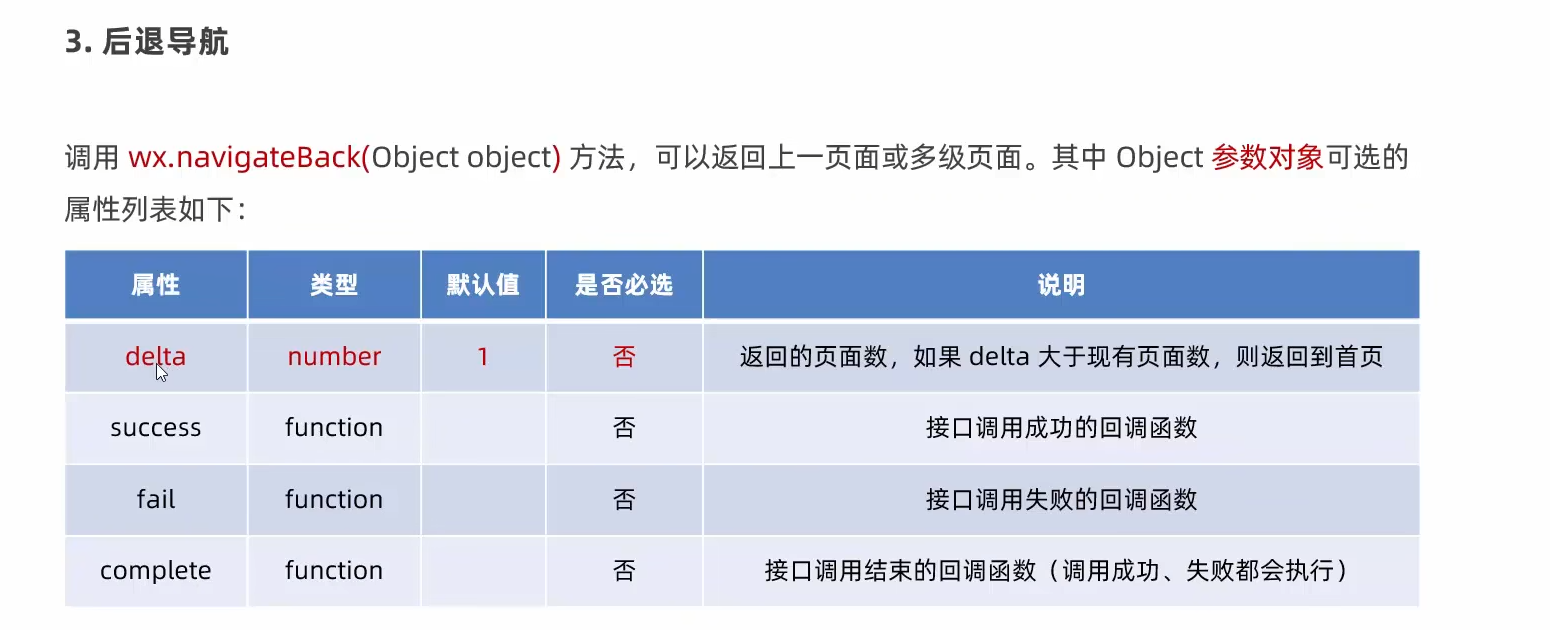 3. 后退导航
调用 wx.navigateBack(Object object) 方法，可以返回上一页面或多级页面。其中 Object 参数对象可选的
属性列表如下：
属性 类型 默认值 是否必选 说明
delta number 1 否 返回的页面数，如果 delta 大于现有页面数，则返回到首页
success function 否 接口调用成功的回调函数
fail function 否 接口调用失败的回调函数
complete function 否 接口调用结束的回调函数（调用成功、失败都会执行）